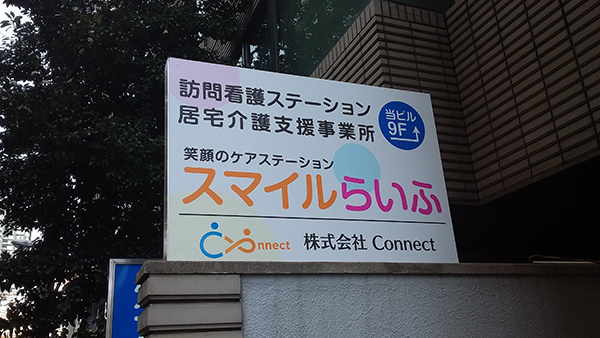 訪問看護ステーション
居宅介護支援事業所
当ビル
9F
笑顔のケアステーション
スマイルらいふ
Connect
株式会社 Connect